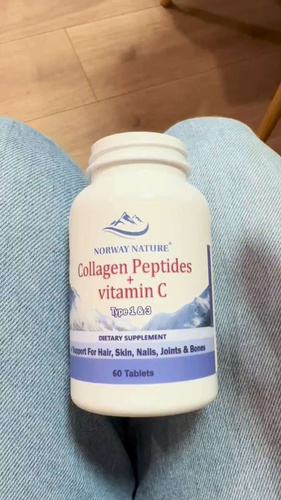 NORWAY NATURE®
Collagen Peptides
+
vitamin C
Type 1 & 3
DIETARY SUPPLEMENT
Support For Hair, Skin, Nails, Joints & Bones
60 Tablets